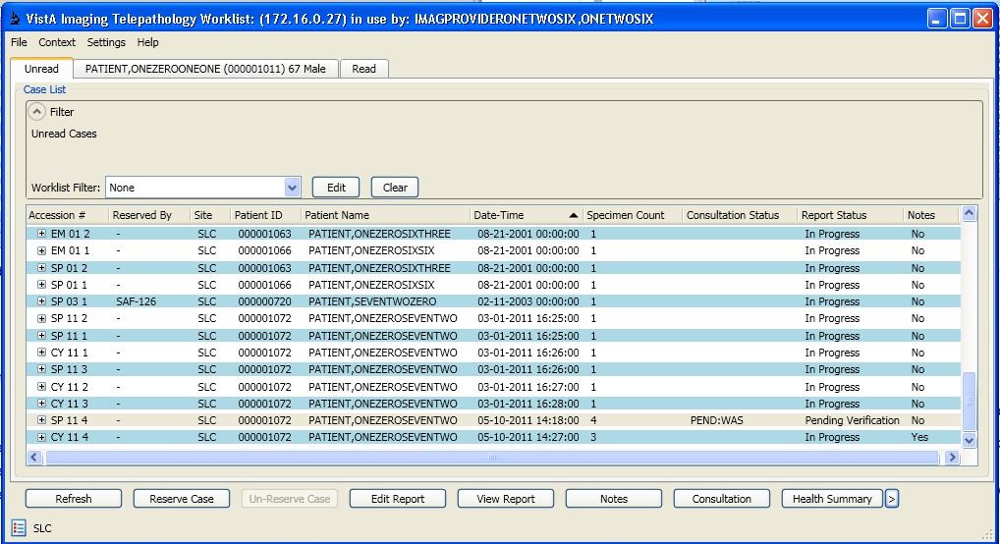 VistA Imaging Telepathology Worklist: (172.16.0.27) in use by: IMAGPROVIDERONETWOSIX,ONETWOSIX
File Context Settings Help
Unread PATIENT,ONEZEROONEONE (000001011) 67 Male Read
Case List
Filter
Unread Cases
Worklist Filter: None Edit Clear
Accession # Reserved By Site Patient ID Patient Name Date-Time Specimen Count Consultation Status Report Status Notes
EM 01 2 - SLC 000001063 PATIENT,ONEZEROSIXTHREE 08-21-2001 00:00:00 1 In Progress No
EM 01 1 - SLC 000001066 PATIENT,ONEZEROSIXSIX 08-21-2001 00:00:00 1 In Progress No
SP 01 2 - SLC 000001063 PATIENT,ONEZEROSIXTHREE 08-21-2001 00:00:00 1 In Progress No
SP 01 1 - SLC 000001066 PATIENT,ONEZEROSIXSIX 08-21-2001 00:00:00 1 In Progress No
SP 03 1 SAF-126 SLC 000000720 PATIENT,SEVENTWOZERO 02-11-2003 00:00:00 1 In Progress No
SP 11 2 - SLC 000001072 PATIENT,ONEZEROSEVENTWO 03-01-2011 16:25:00 1 In Progress No
SP 11 1 - SLC 000001072 PATIENT,ONEZEROSEVENTWO 03-01-2011 16:25:00 1 In Progress No
CY 11 1 - SLC 000001072 PATIENT,ONEZEROSEVENTWO 03-01-2011 16:26:00 1 In Progress No
SP 11 3 - SLC 000001072 PATIENT,ONEZEROSEVENTWO 03-01-2011 16:26:00 1 In Progress No
CY 11 2 - SLC 000001072 PATIENT,ONEZEROSEVENTWO 03-01-2011 16:27:00 1 In Progress No
CY 11 3 - SLC 000001072 PATIENT,ONEZEROSEVENTWO 03-01-2011 16:28:00 1 In Progress No
SP 11 4 - SLC 000001072 PATIENT,ONEZEROSEVENTWO 05-10-2011 14:18:00 4 PEND:WAS Pending Verification No
CY 11 4 - SLC 000001072 PATIENT,ONEZEROSEVENTWO 05-10-2011 14:27:00 3 In Progress Yes
Refresh Reserve Case Un-Reserve Case Edit Report View Report Notes Consultation Health Summary >
SLC